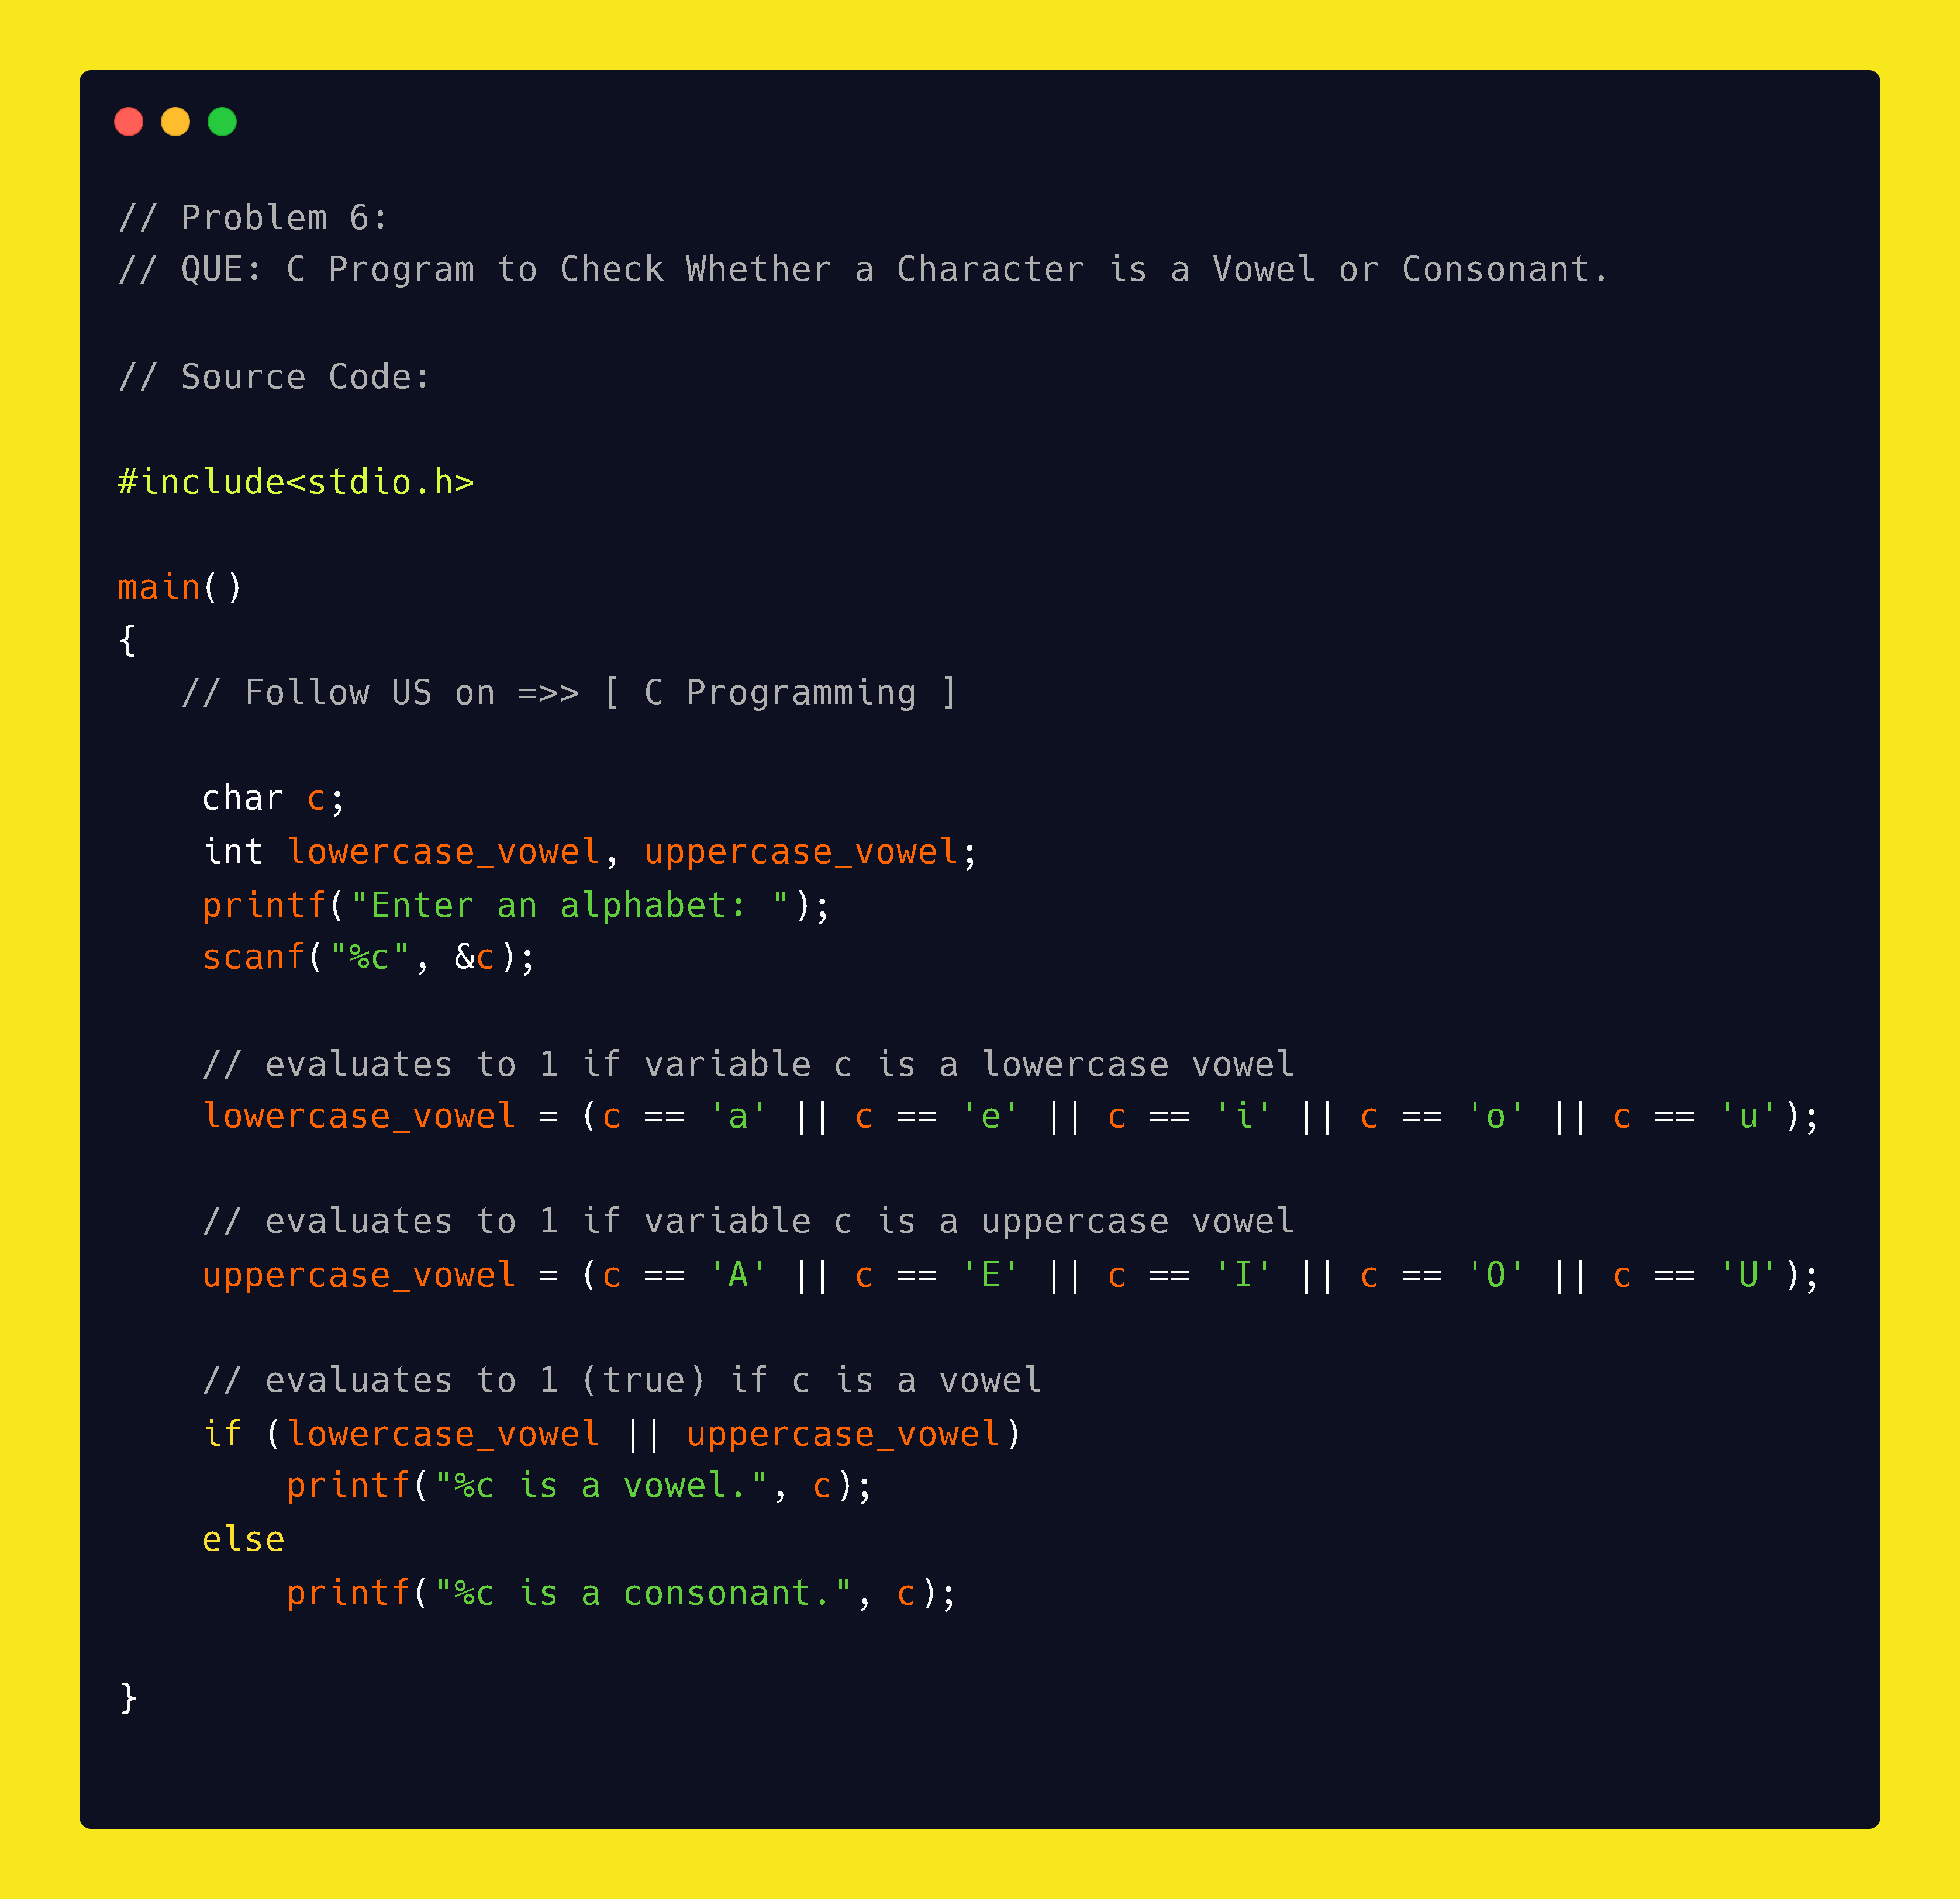 // Problem 6:
// QUE: C Program to Check Whether a Character is a Vowel or Consonant.
// Source Code:
#include<stdio.h>
main()
{
// Follow US on =>> [ C Programming ]
char c;
int lowercase_vowel, uppercase_vowel;
printf("Enter an alphabet: ");
scanf("%c", &c);
// evaluates to 1 if variable c is a lowercase vowel
lowercase_vowel = (c == 'a' || c == 'e' || c == 'i' || c == 'o' || c == 'u');
// evaluates to 1 if variable c is a uppercase vowel
uppercase_vowel = (c == 'A' || c == 'E' || c == 'I' || c == 'O' || c == 'U');
// evaluates to 1 (true) if c is a vowel
if (lowercase_vowel || uppercase_vowel)
printf("%c is a vowel.", c);
else
printf("%c is a consonant.", c);
}